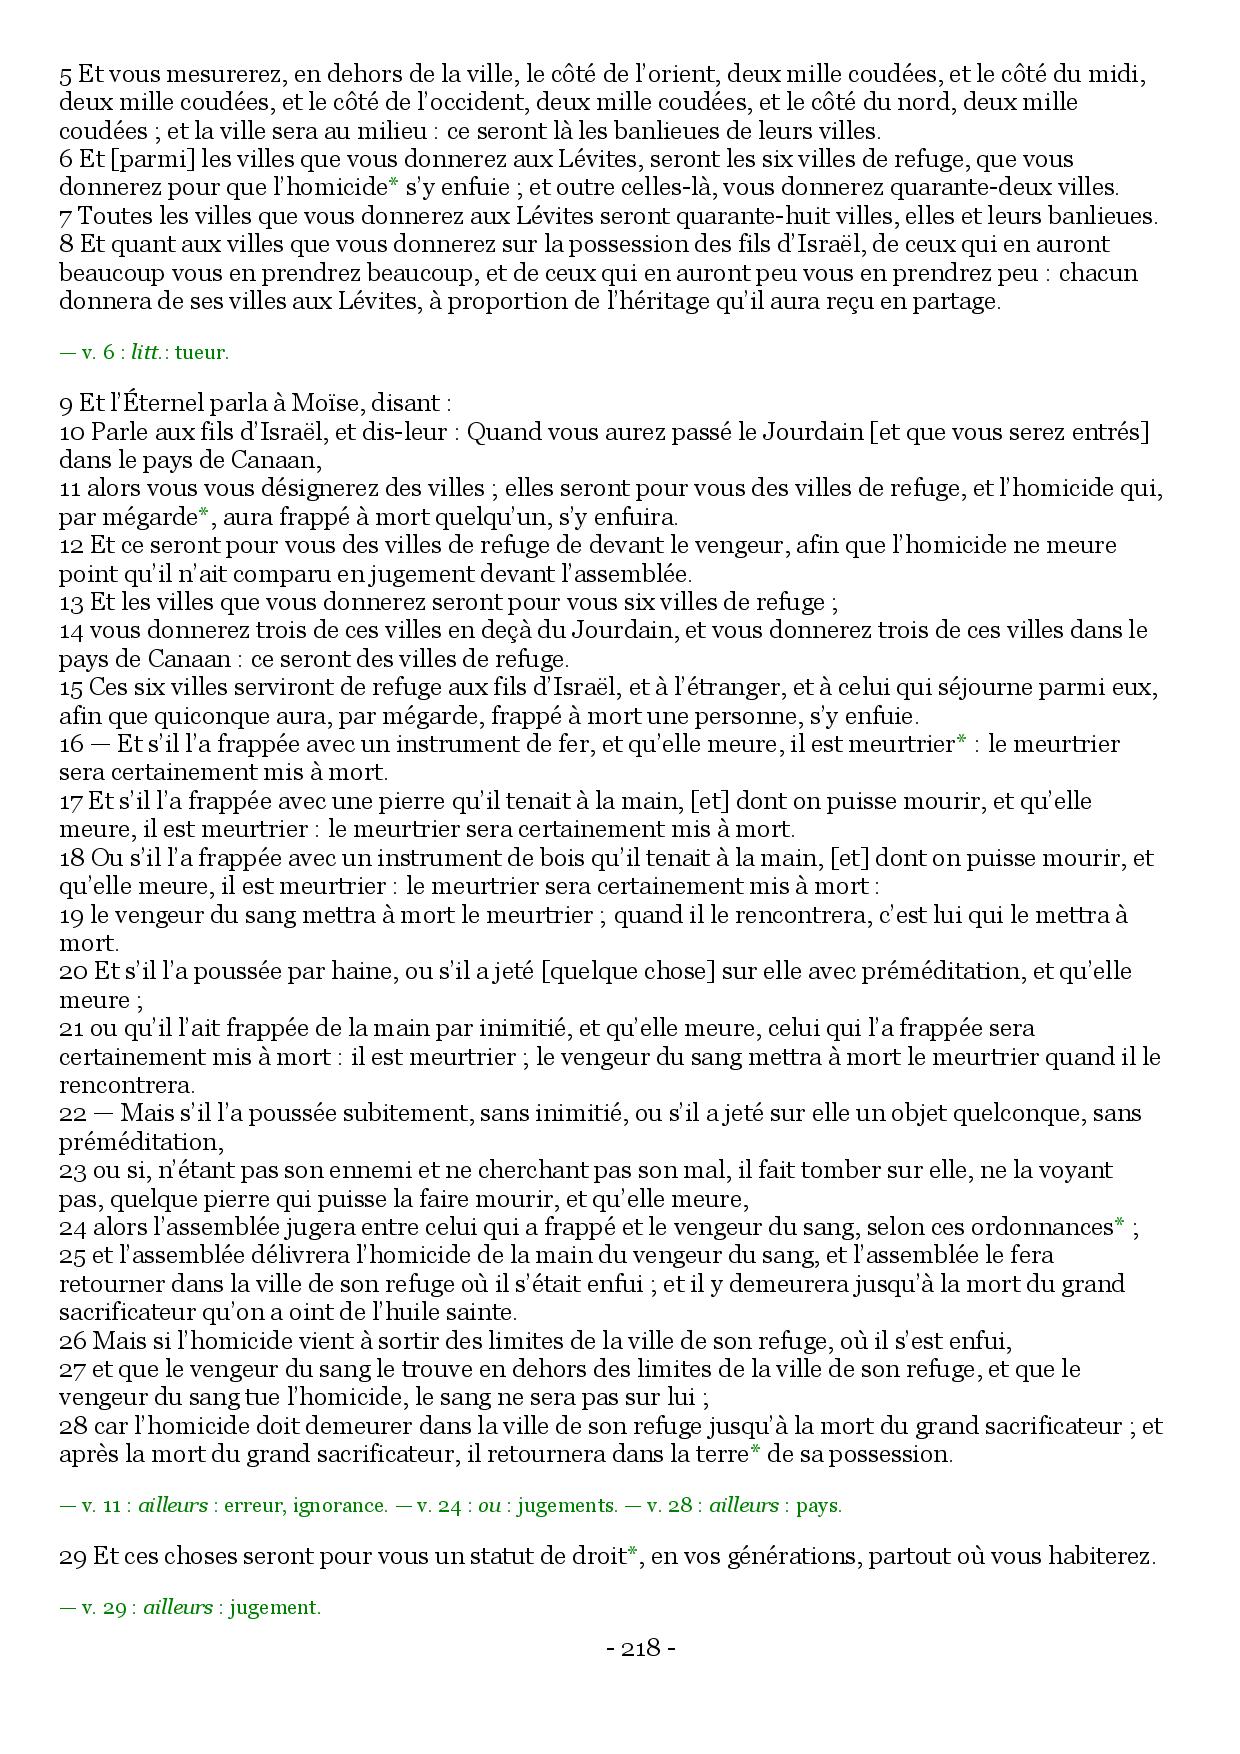 5 Et vous mesurerez, en dehors de la ville, le côté de l’orient, deux mille coudées, et le côté du midi,
deux mille coudées, et le côté de l’occident, deux mille coudées, et le côté du nord, deux mille
coudées ; et la ville sera au milieu : ce seront là les banlieues de leurs villes.
6 Et [parmi] les villes que vous donnerez aux Lévites, seront les six villes de refuge, que vous
donnerez pour que l’homicide* s’y enfuie ; et outre celles-là, vous donnerez quarante-deux villes.
7 Toutes les villes que vous donnerez aux Lévites seront quarante-huit villes, elles et leurs banlieues.
8 Et quant aux villes que vous donnerez sur la possession des fils d’Israël, de ceux qui en auront
beaucoup vous en prendrez beaucoup, et de ceux qui en auront peu vous en prendrez peu : chacun
donnera de ses villes aux Lévites, à proportion de l’héritage qu’il aura reçu en partage.
— v. 6 : litt.: tueur.
9 Et l’Éternel parla à Moïse, disant :
10 Parle aux fils d’Israël, et dis-leur : Quand vous aurez passé le Jourdain [et que vous serez entrés]
dans le pays de Canaan,
11 alors vous vous désignerez des villes ; elles seront pour vous des villes de refuge, et l’homicide qui,
par mégarde*, aura frappé à mort quelqu’un, s’y enfuira.
12 Et ce seront pour vous des villes de refuge de devant le vengeur, afin que l’homicide ne meure
point qu’il n’ait comparu en jugement devant l’assemblée.
13 Et les villes que vous donnerez seront pour vous six villes de refuge ;
14 vous donnerez trois de ces villes en deçà du Jourdain, et vous donnerez trois de ces villes dans le
pays de Canaan : ce seront des villes de refuge.
15 Ces six villes serviront de refuge aux fils d’Israël, et à l’étranger, et à celui qui séjourne parmi eux,
afin que quiconque aura, par mégarde, frappé à mort une personne, s’y enfuie.
16 — Et s’il l’a frappée avec un instrument de fer, et qu’elle meure, il est meurtrier* : le meurtrier
sera certainement mis à mort.
17 Et s’il l’a frappée avec une pierre qu’il tenait à la main, [et] dont on puisse mourir, et qu’elle
meure, il est meurtrier : le meurtrier sera certainement mis à mort.
18 Ou s’il l’a frappée avec un instrument de bois qu’il tenait à la main, [et] dont on puisse mourir, et
qu’elle meure, il est meurtrier : le meurtrier sera certainement mis à mort :
19 le vengeur du sang mettra à mort le meurtrier ; quand il le rencontrera, c’est lui qui le mettra à
mort.
20 Et s’il l’a poussée par haine, ou s’il a jeté [quelque chose] sur elle avec préméditation, et qu’elle
meure ;
21 ou qu’il l’ait frappée de la main par inimitié, et qu’elle meure, celui qui l’a frappée sera
certainement mis à mort : il est meurtrier ; le vengeur du sang mettra à mort le meurtrier quand il le
rencontrera.
22 — Mais s’il l’a poussée subitement, sans inimitié, ou s’il a jeté sur elle un objet quelconque, sans
préméditation,
23 ou si, n’étant pas son ennemi et ne cherchant pas son mal, il fait tomber sur elle, ne la voyant
pas, quelque pierre qui puisse la faire mourir, et qu’elle meure,
24 alors l’assemblée jugera entre celui qui a frappé et le vengeur du sang, selon ces ordonnances* ;
25 et l’assemblée délivrera l’homicide de la main du vengeur du sang, et l’assemblée le fera
retourner dans la ville de son refuge où il s’était enfui ; et il y demeurera jusqu’à la mort du grand
sacrificateur qu’on a oint de l’huile sainte.
26 Mais si l’homicide vient à sortir des limites de la ville de son refuge, où il s’est enfui,
27 et que le vengeur du sang le trouve en dehors des limites de la ville de son refuge, et que le
vengeur du sang tue l’homicide, le sang ne sera pas sur lui ;
28 car l’homicide doit demeurer dans la ville de son refuge jusqu’à la mort du grand sacrificateur ; et
après la mort du grand sacrificateur, il retournera dans la terre* de sa possession.
— v. 11 : ailleurs : erreur, ignorance. — v. 24 : ou : jugements. — v. 28 : ailleurs : pays.
29 Et ces choses seront pour vous un statut de droit*, en vos générations, partout où vous habiterez.
— v. 29 : ailleurs : jugement.
- 218 -